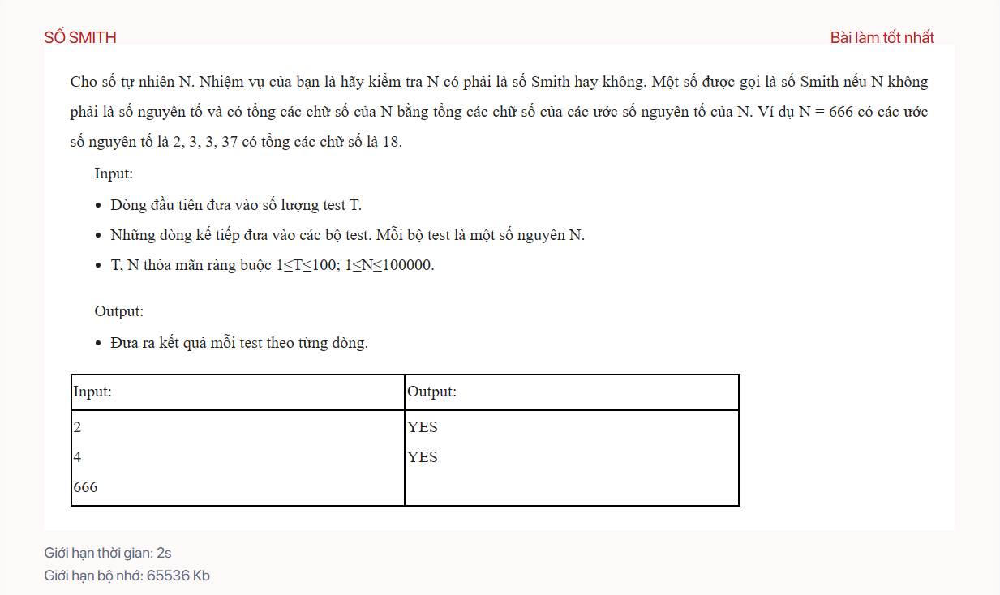 SỐ SMITH
Bài làm tốt nhất
Cho số tự nhiên N. Nhiệm vụ của bạn là hãy kiểm tra N có phải là số Smith hay không. Một số được gọi là số Smith nếu N không
phải là số nguyên tố và có tổng các chữ số của N bằng tổng các chữ số của các ước số nguyên tố của N. Ví dụ N = 666 có các ước
số nguyên tố là 2, 3, 3, 37 có tổng các chữ số là 18.
Input:
• Dòng đầu tiên đưa vào số lượng test T.
• Những dòng kế tiếp đưa vào các bộ test. Mỗi bộ test là một số nguyên N.
• T, N thỏa mãn ràng buộc 1≤T≤100; 1≤N≤100000.
Output:
• Đưa ra kết quả mỗi test theo từng dòng.
Input: Output:
2 YES
4 YES
666
Giới hạn thời gian: 2s
Giới hạn bộ nhớ: 65536 Kb